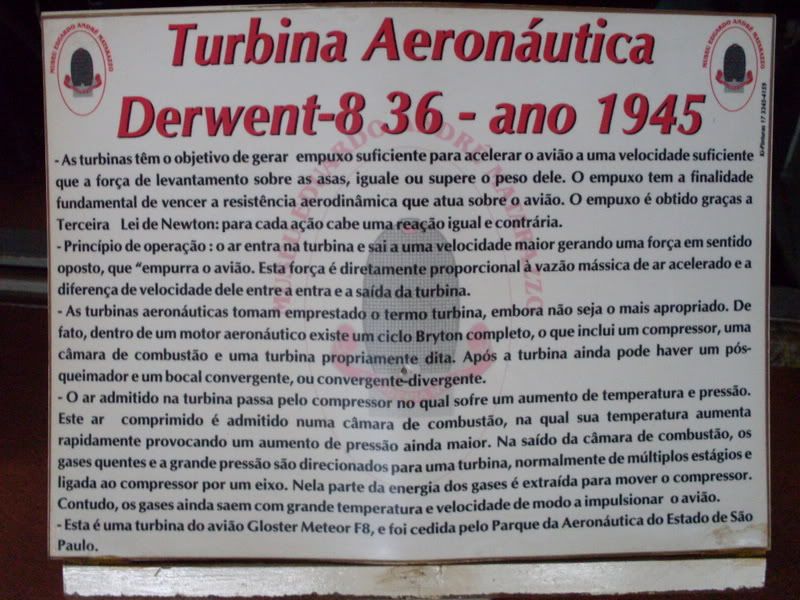 MUSEU EDUARDO ANDRÉ MATARAZZO
Turbina Aeronáutica
Derwent-8 36 - ano 1945
MUSEU EDUARDO ANDRÉ MATARAZZO
- As turbinas têm o objetivo de gerar empuxo suficiente para acelerar o avião a uma velocidade suficiente
que a força de levantamento sobre as asas, iguale ou supere o peso dele. O empuxo tem a finalidade
fundamental de vencer a resistência aerodinâmica que atua sobre o avião. O empuxo é obtido graças a
Terceira Lei de Newton: para cada ação cabe uma reação igual e contrária.
- Princípio de operação : o ar entra na turbina e sai a uma velocidade maior gerando uma força em sentido
oposto, que "empurra o avião. Esta força é diretamente proporcional à vazão mássica de ar acelerado e a
diferença de velocidade dele entre a entra e a saída da turbina.
- As turbinas aeronáuticas tomam emprestado o termo turbina, embora não seja o mais apropriado. De
fato, dentro de um motor aeronáutico existe um ciclo Bryton completo, o que inclui um compressor, uma
câmara de combustão e uma turbina propriamente dita. Após a turbina ainda pode haver um pós-
queimador e um bocal convergente, ou convergente-divergente.
- O ar admitido na turbina passa pelo compressor no qual sofre um aumento de temperatura e pressão.
Este ar comprimido é admitido numa câmara de combustão, na qual sua temperatura aumenta
rapidamente provocando um aumento de pressão ainda maior. Na saído da câmara de combustão, os
gases quentes e a grande pressão são direcionados para uma turbina, normalmente de múltiplos estágios e
ligada ao compressor por um eixo. Nela parte da energia dos gases é extraída para mover o compressor.
Contudo, os gases ainda saem com grande temperatura e velocidade de modo a impulsionar o avião.
- Esta é uma turbina do avião Gloster Meteor F8, e foi cedida pelo Parque da Aeronáutica do Estado de São
Paulo.
MUSEU EDUARDO ANDRÉ MATARAZZO